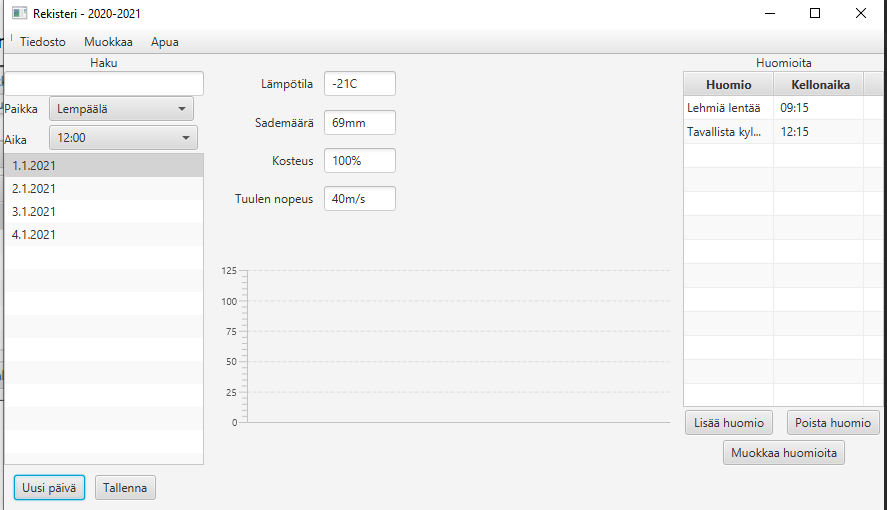 Rekisteri - 2020-2021
Tiedosto Muokkaa Apua
Haku
Paikka Lempäälä
Aika 12:00
1.1.2021
2.1.2021
3.1.2021
4.1.2021
Uusi päivä Tallenna
Lämpötila -21C
Sademäärä 69mm
Kosteus 100%
Tuulen nopeus 40m/s
125
100
75
50
25
0
Huomioita
Huomio Kellonaika
Lehmiä lentää 09:15
Tavallista kyl... 12:15
Lisää huomio Poista huomio
Muokkaa huomioita